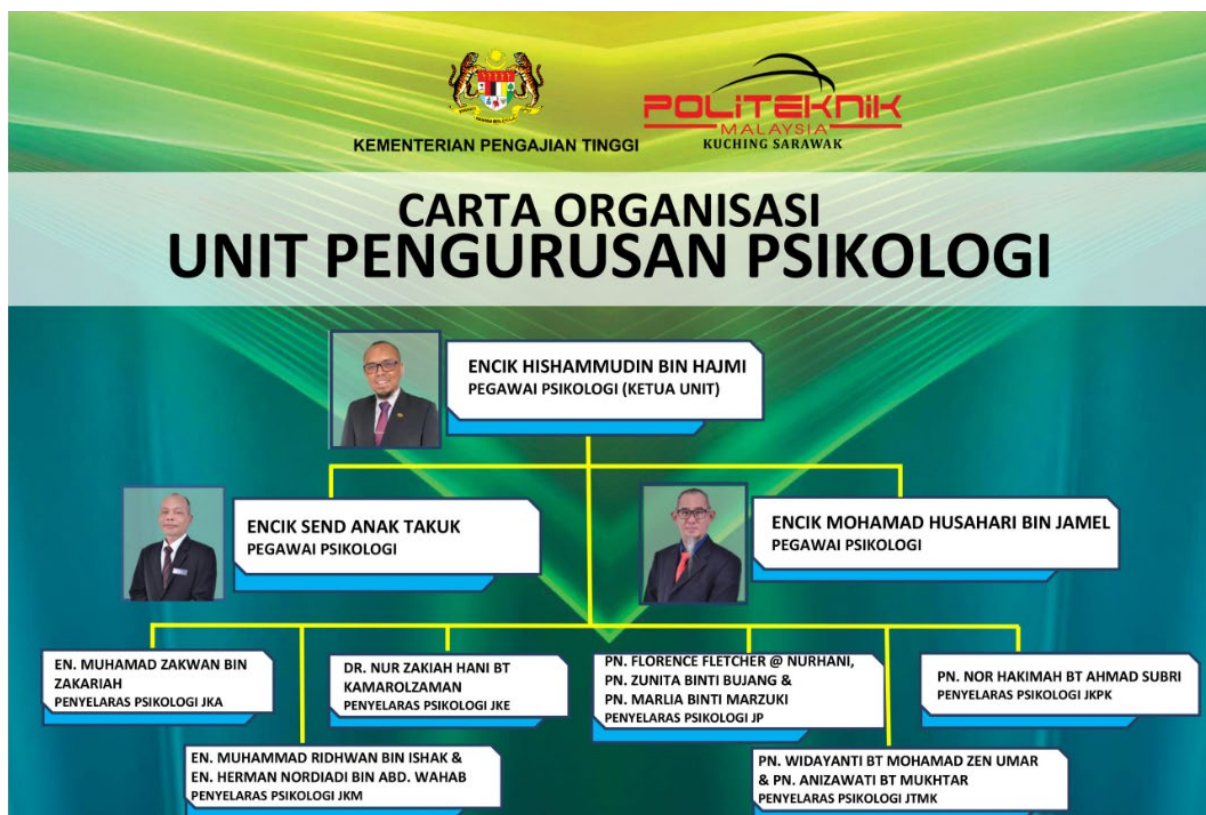 KEMENTERIAN PENGAJIAN TINGGI
POLiTEKniK
MALAYSIA
KUCHING SARAWAK
CARTA ORGANISASI
UNIT PENGURUSAN PSIKOLOGI
ENCIK HISHAMMUDIN BIN HAJMI
PEGAWAI PSIKOLOGI (KETUA UNIT)
ENCIK SEND ANAK TAKUK
PEGAWAI PSIKOLOGI
ENCIK MOHAMAD HUSAHARI BIN JAMEL
PEGAWAI PSIKOLOGI
EN. MUHAMAD ZAKWAN BIN
ZAKARIAH
PENYELARAS PSIKOLOGI JKA
DR. NUR ZAKIAH HANI BT
KAMAROLZAMAN
PENYELARAS PSIKOLOGI JKE
PN. FLORENCE FLETCHER @ NURHANI,
PN. ZUNITA BINTI BUJANG &
PN. MARLIA BINTI MARZUKI
PENYELARAS PSIKOLOGI JP
PN. NOR HAKIMAH BT AHMAD SUBRI
PENYELARAS PSIKOLOGI JKPK
EN. MUHAMMAD RIDHWAN BIN ISHAK &
EN. HERMAN NORDIADI BIN ABD. WAHAB
PENYELARAS PSIKOLOGI JKM
PN. WIDAYANTI BT MOHAMAD ZEN UMAR
& PN. ANIZAWATI BT MUKHTAR
PENYELARAS PSIKOLOGI JTMK